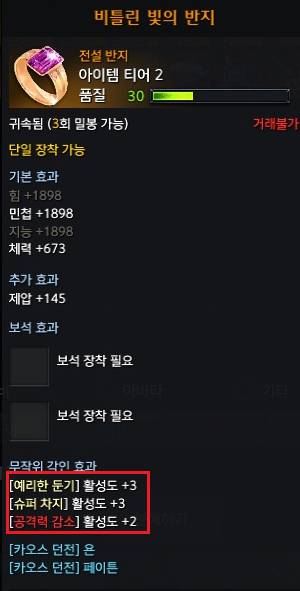 비틀린 빛의 반지
전설 반지
아이템 티어 2
품질 30
귀속됨 (3회 밀봉 가능) 거래불가
단일 장착 가능
기본 효과
힘 +1898
민첩 +1898
지능 +1898
체력 +673
추가 효과
제압 +145
보석 효과
보석 장착 필요
보석 장착 필요
무작위 각인 효과
[예리한 둔기] 활성도 +3
[슈퍼 차지] 활성도 +3
[공격력 감소] 활성도 +2
[카오스 던전] 욘
[카오스 던전] 페이튼